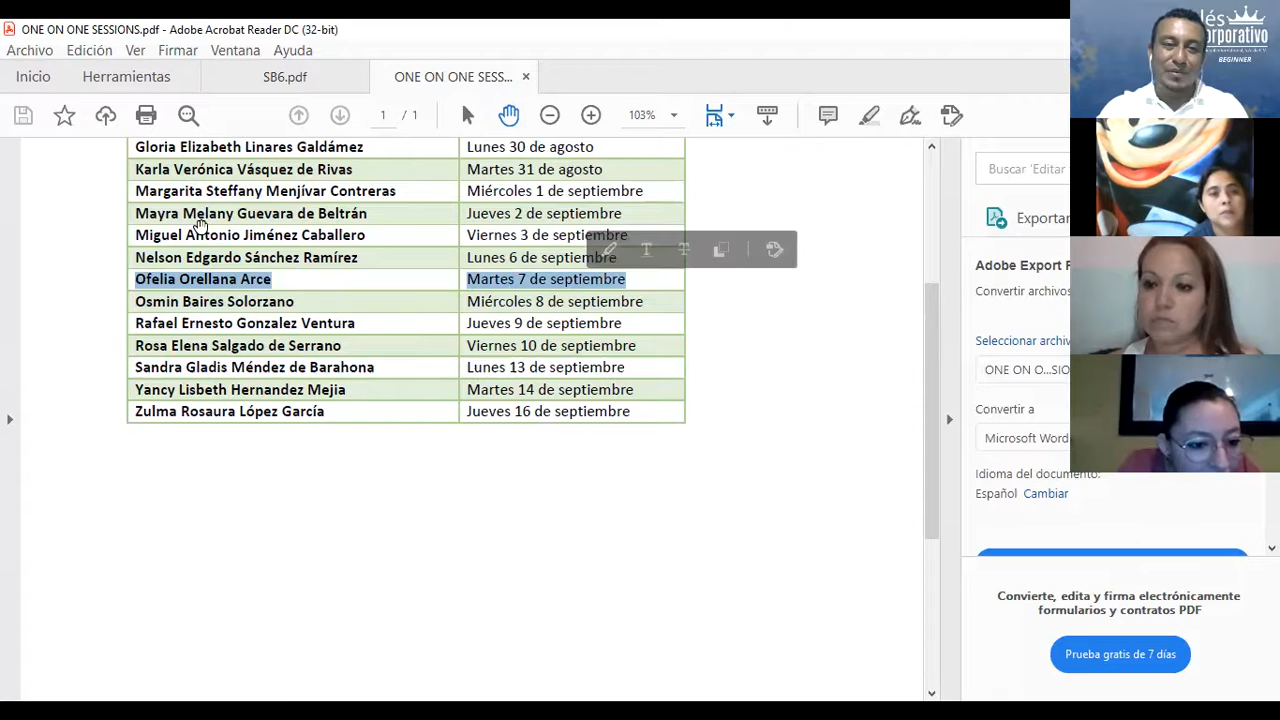 ONE ON ONE SESSIONS.pdf - Adobe Acrobat Reader DC (32-bit)
Archivo Edición Ver Firmar Ventana Ayuda
Inicio Herramientas SB6.pdf ONE ON ONE SESS... ×
1 / 1 103%
Gloria Elizabeth Linares Galdámez Lunes 30 de agosto
Karla Verónica Vásquez de Rivas Martes 31 de agosto
Margarita Steffany Menjívar Contreras Miércoles 1 de septiembre
Mayra Melany Guevara de Beltrán Jueves 2 de septiembre
Miguel Antonio Jiménez Caballero Viernes 3 de septiembre
Nelson Edgardo Sánchez Ramírez Lunes 6 de septiembre
Ofelia Orellana Arce Martes 7 de septiembre
Osmin Baires Solorzano Miércoles 8 de septiembre
Rafael Ernesto Gonzalez Ventura Jueves 9 de septiembre
Rosa Elena Salgado de Serrano Viernes 10 de septiembre
Sandra Gladis Méndez de Barahona Lunes 13 de septiembre
Yancy Lisbeth Hernandez Mejia Martes 14 de septiembre
Zulma Rosaura López García Jueves 16 de septiembre
Buscar 'Editar
Exportar
Adobe Export F
Convertir archivos
Seleccionar archiv
ONE ON O...SIO
Convertir a
Microsoft Word
Idioma del documento:
Español Cambiar
Convierte, edita y firma electrónicamente
formularios y contratos PDF
Prueba gratis de 7 días
lés
orporativo
BEGINNER